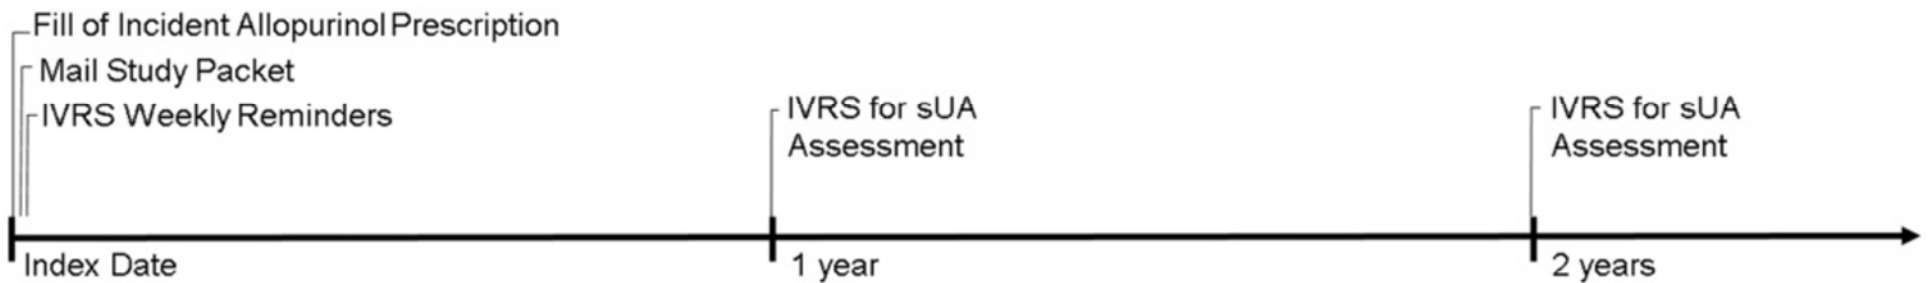 Fill of Incident Allopurinol Prescription
Mail Study Packet
IVRS Weekly Reminders
IVRS for sUA
Assessment
IVRS for sUA
Assessment
Index Date
1 year
2 years